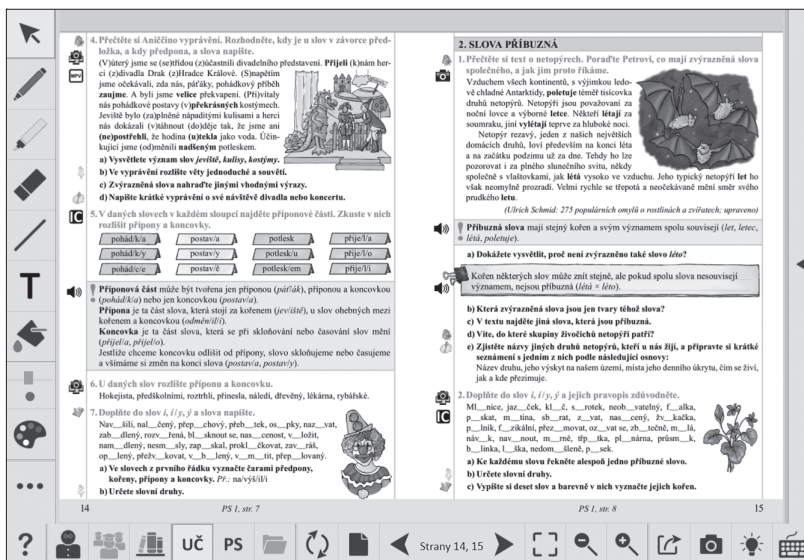 4. Přečtěte si Aniččino vyprávění. Rozhodněte, kdy je u slov v závorce před-
ložka, a kdy předpona, a slova napište.
(V)úterý jsme se (se)třídou (z)účastnili divadelního představení. Přijeli (k)nám her-
ci (z)divadla Drak (z)Hradce Králové. (S)napětím
jsme očekávali, zda nás, páťáky, pohádkový příběh
zaujme. A byli jsme velice překvapeni. (Při)vítaly
nás pohádkové postavy (v)překrásných kostýmech.
Jeviště bylo (za)plněné nápaditými kulisami a herci
nás dokázali (v)táhnout (do)děje tak, že jsme ani
(ne)postřehli, že hodina (u)tekla jako voda. Účin-
kující jsme (od)měnili nadšeným potleskem.
a) Vysvětlete význam slov jeviště, kulisy, kostýmy.
b) Ve vyprávění rozlište věty jednoduché a souvětí.
c) Zvýrazněná slova nahraďte jinými vhodnými výrazy.
d) Napište krátké vyprávění o své návštěvě divadla nebo koncertu.
5. V daných slovech v každém sloupci najděte příponové části. Zkuste v nich
rozlišit přípony a koncovky.
pohád/k/a postav/a potlesk přije/l/a
pohád/k/y postav/y potlesk/u přije/l/o
pohád/c/e postav/ě potlesk/em přije/l/i
Příponová část může být tvořena jen příponou (páť/ák), příponou a koncovkou
(pohád/k/a) nebo jen koncovkou (postav/a).
Přípona je ta část slova, která stojí za kořenem (jev/iště), u slov ohebných mezi
kořenem a koncovkou (odměn/il/i).
Koncovka je ta část slova, která se při skloňování nebo časování slov mění
(přijel/a, přijel/o).
Jestliže chceme koncovku odlišit od přípony, slovo skloňujeme nebo časujeme
a všímáme si změn na konci slova (postav/a, postav/y).
6. U daných slov rozlište příponu a koncovku.
Hokejista, předškolními, roztrhli, přinesla, náledí, dřevěný, lékárna, rybářské.
7. Doplňte do slov i, í / y, ý a slova napište.
Nav__šíli, nal__čený, přep__chový, přeb__tek, os__pky, naz__vat,
zab__dlený, rozv__řená, bl__sknout se, nas__cenost, v__ložit,
nam__dlený, nesm__sly, zap__skal, prokl__čkovat, zav__ráš,
op__lený, přežv__kovat, v__b__lený, v__m__tit, přep__lovaný.
a) Ve slovech z prvního řádku vyznačte čarami předpony,
kořeny, přípony a koncovky. Př.: na/výš/il/i
b) Určete slovní druhy.
14 PS 1, str. 7
2. SLOVA PŘÍBUZNÁ
1. Přečtěte si text o netopýrech. Poraďte Petrovi, co mají zvýrazněná slova
společného, a jak jim proto říkáme.
Vzduchem všech kontinentů, s výjimkou ledo-
vě chladné Antarktidy, poletuje téměř tisícovka
druhů netopýrů. Netopýři jsou považováni za
noční lovce a výborné letce. Někteří létají za
soumraku, jiní vylétají teprve za hluboké noci.
Netopýr rezavý, jeden z našich největších
domácích druhů, loví především na konci léta
a na začátku podzimu už za dne. Tehdy ho lze
pozorovat i za plného slunečního svitu, někdy
společně s vlaštovkami, jak létá vysoko ve vzduchu. Jeho typický netopýří let ho
však neomylně prozradí. Velmi rychle se třepotá a neočekávaně mění směr svého
prudkého letu.
(Ulrich Schmid: 275 populárních omylů o rostlinách a zvířatech; upraveno)
Příbuzná slova mají stejný kořen a svým významem spolu souvisejí (let, letec,
létá, poletuje).
a) Dokážete vysvětlit, proč není zvýrazněno také slovo léto?
Kořen některých slov může znít stejně, ale pokud spolu slova nesouvisejí
významem, nejsou příbuzná (létá × léto).
b) Která zvýrazněná slova jsou jen tvary téhož slova?
c) V textu najděte jiná slova, která jsou příbuzná.
d) Víte, do které skupiny živočichů netopýři patří?
e) Zjistěte názvy jiných druhů netopýrů, kteří u nás žijí, a připravte si krátké
seznámení s jedním z nich podle následující osnovy:
Název druhu, jeho výskyt na našem území, místa jeho denního úkrytu, čím se živí,
a kde přezimuje.
2. Doplňte do slov i, í / y, ý a jejich pravopis zdůvodněte.
Ml__nice, jaz__ček, kl__č, s__rotek, neob__vatelný, f__alka,
p__skat, m__tina, sb__rat, z__vat, nas__cený, žv__kačka,
p__lník, f__zikální, přez__movat, oz__vat se, zb__tečně, m__lá,
náv__k, nav__nout, m__rně, třp__tka, pl__nárna, průsm__k,
b__linka, l__ška, nedom__šleně, p__sek.
a) Ke každému slovu řekněte alespoň jedno příbuzné slovo.
b) Určete slovní druhy.
c) Vypište si deset slov a barevně v nich vyznačte jejich kořen.
PS 1, str. 8 15
MPV
IC
IC
T
? UČ PS Strany 14, 15